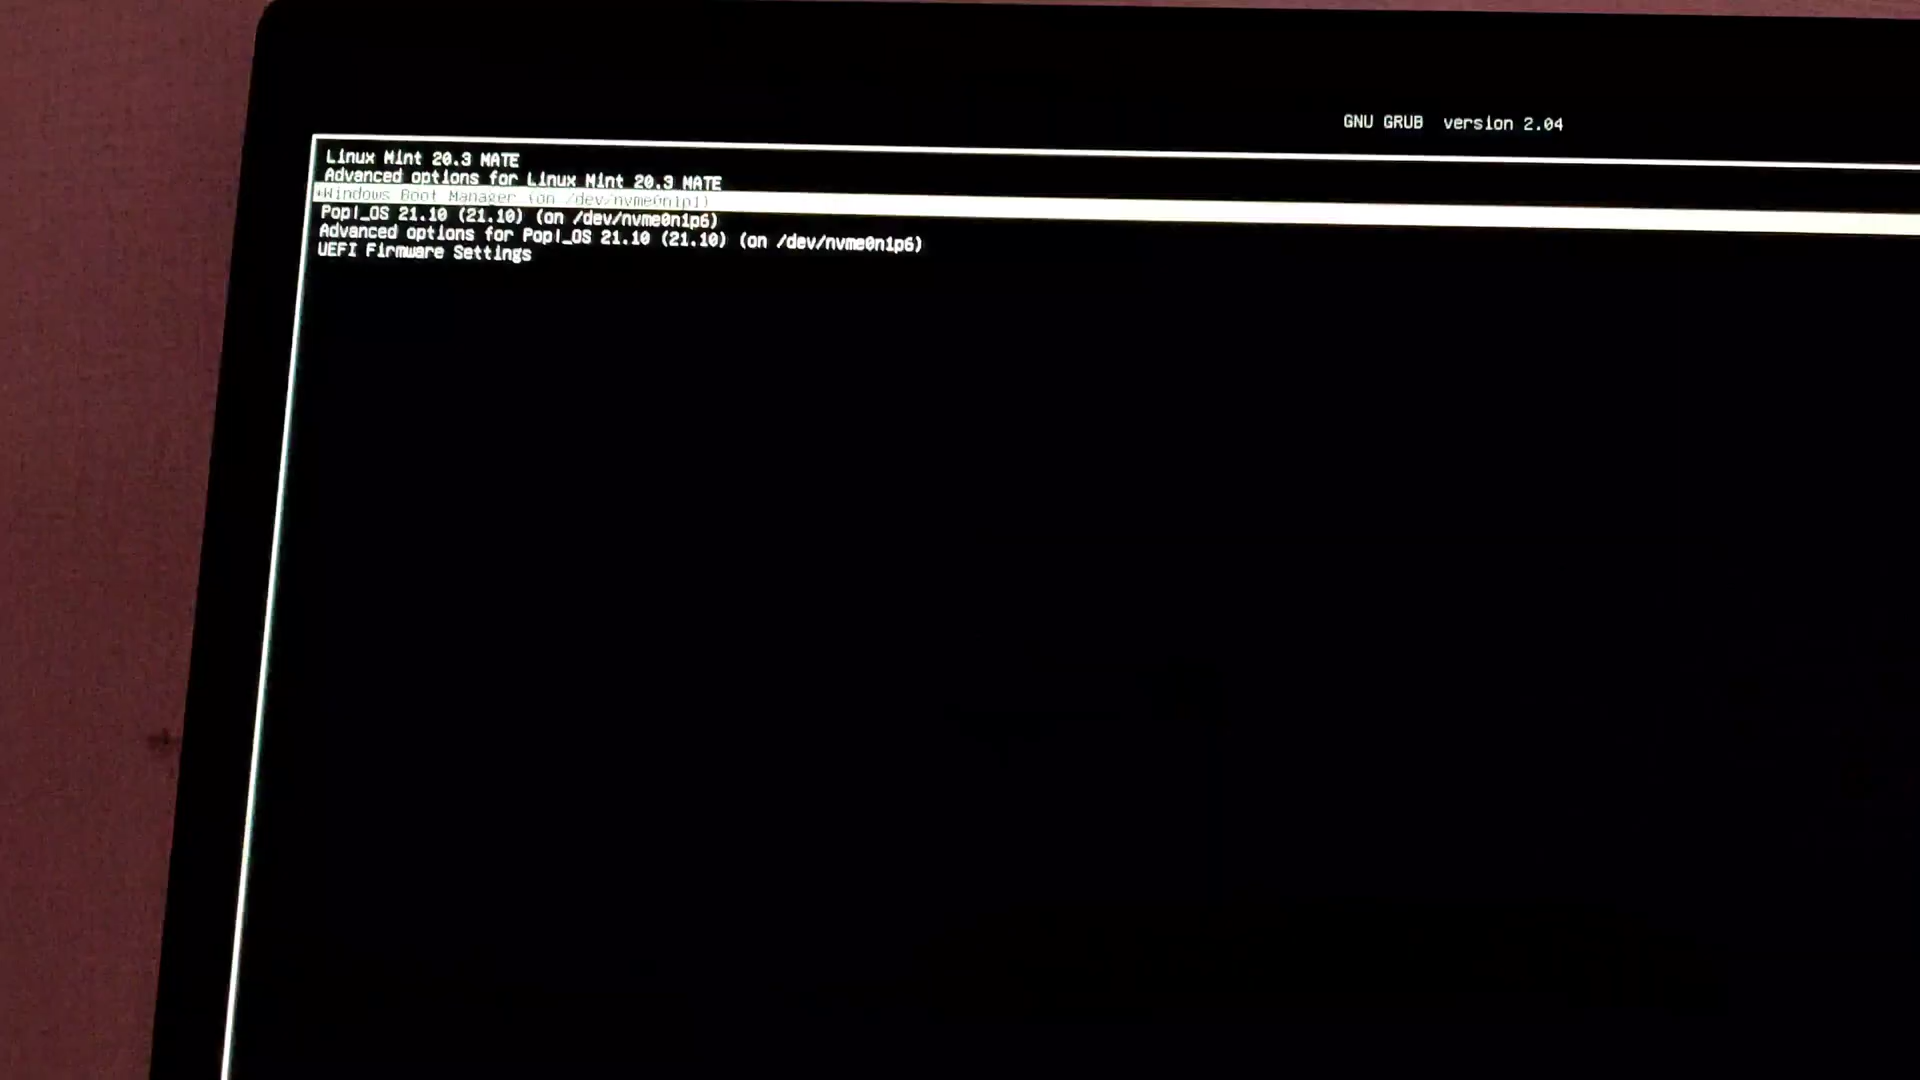 GNU GRUB version 2.04
Linux Mint 20.3 MATE
Advanced options for Linux Mint 20.3 MATE
*Windows Boot Manager (on /dev/nvme0n1p1)
Pop!_OS 21.10 (21.10) (on /dev/nvme0n1p6)
Advanced options for Pop!_OS 21.10 (21.10) (on /dev/nvme0n1p6)
UEFI Firmware Settings